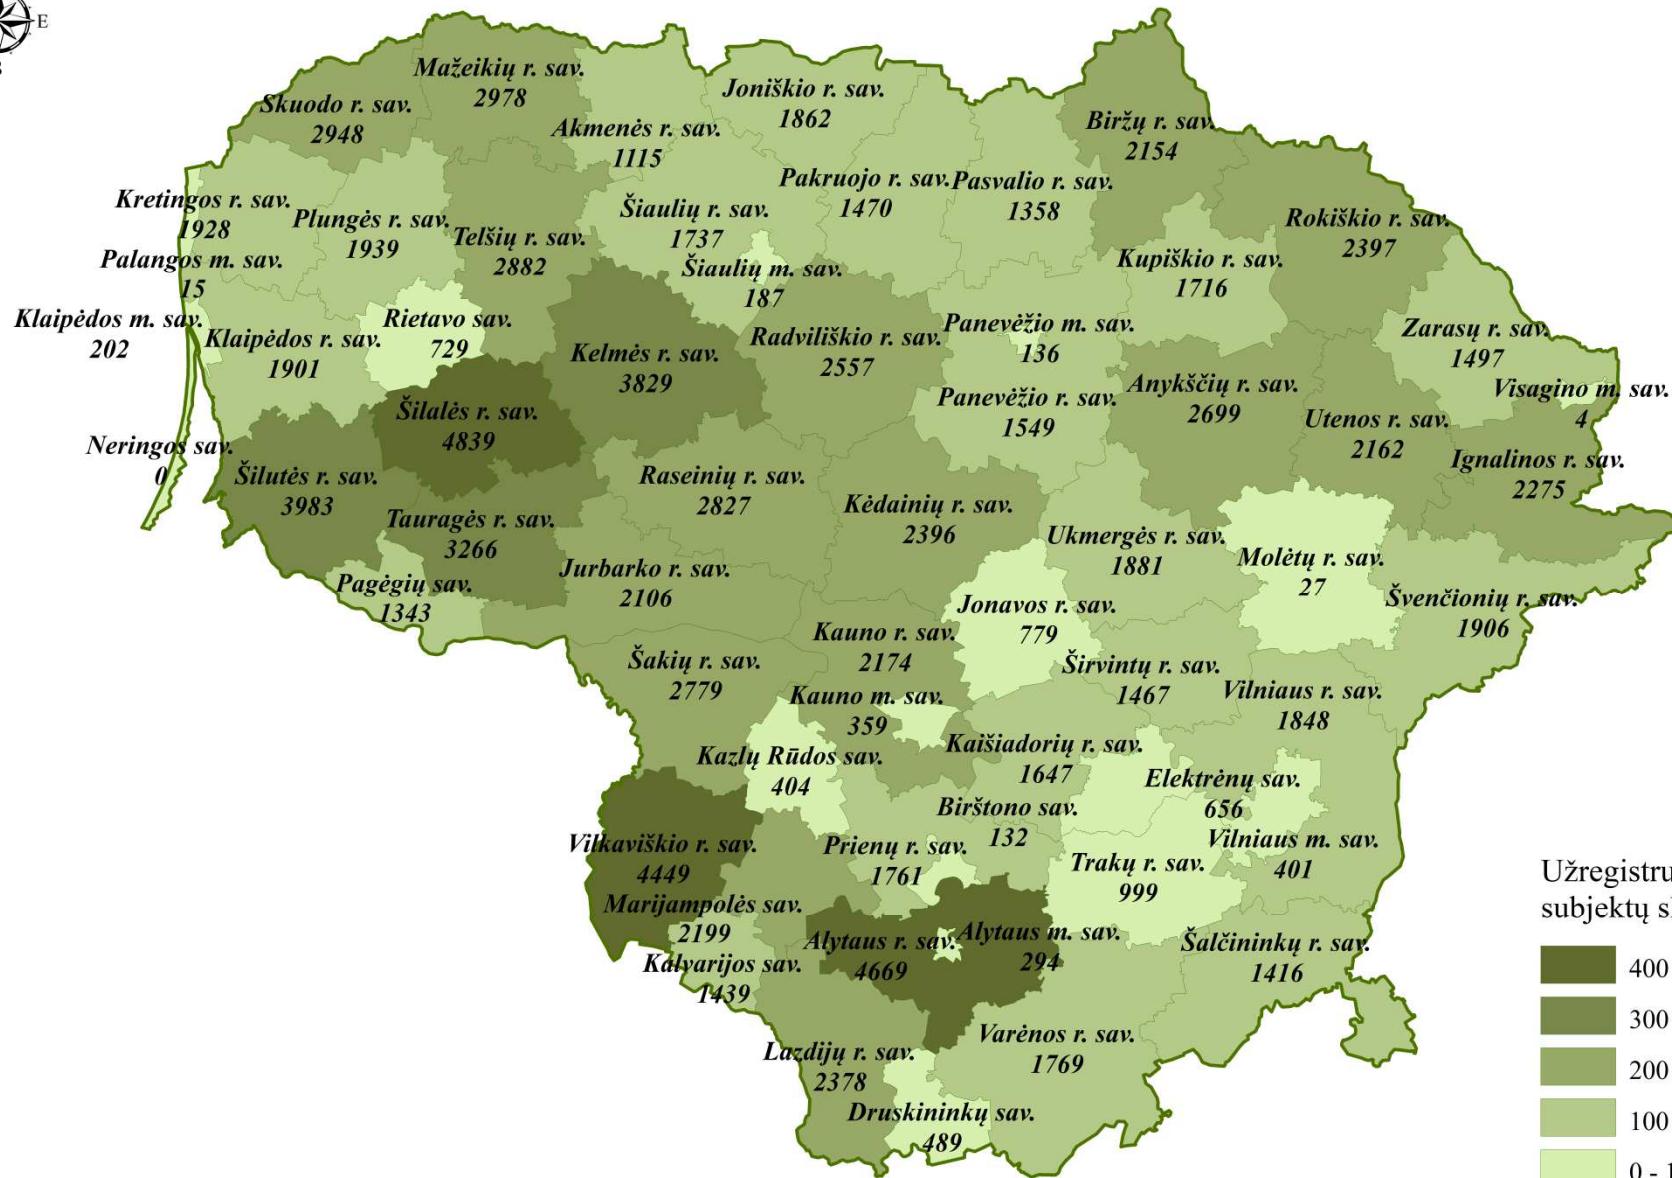 E
Mažeikių r. sav.
2978
Skuodo r. sav.
2948
Akmenės r. sav.
1115
Joniškio r. sav.
1862
Biržų r. sav.
2154
Kretingos r. sav.
1928
Plungės r. sav.
1939
Telšių r. sav.
2882
Šiaulių r. sav.
1737
Pakruojo r. sav.
1470
Pasvalio r. sav.
1358
Rokiškio r. sav.
2397
Palangos m. sav.
15
Šiaulių m. sav.
187
Kupiškio r. sav.
1716
Klaipėdos m. sav.
202
Klaipėdos r. sav.
1901
Rietavo sav.
729
Kelmės r. sav.
3829
Radviliškio r. sav.
2557
Panevėžio m. sav.
136
Zarasų r. sav.
1497
Šilalės r. sav.
4839
Panevėžio r. sav.
1549
Anykščių r. sav.
2699
Visagino m. sav.
4
Utenos r. sav.
2162
Neringos sav.
0
Šilutės r. sav.
3983
Raseinių r. sav.
2827
Ignalinos r. sav.
2275
Tauragės r. sav.
3266
Kėdainių r. sav.
2396
Ukmergės r. sav.
1881
Molėtų r. sav.
27
Pagėgių sav.
1343
Jurbarko r. sav.
2106
Jonavos r. sav.
779
Švenčionių r. sav.
1906
Kauno r. sav.
2174
Šakių r. sav.
2779
Širvintų r. sav.
1467
Vilniaus r. sav.
1848
Kauno m. sav.
359
Kazlų Rūdos sav.
404
Kaišiadorių r. sav.
1647
Elektrėnų sav.
656
Birštono sav.
132
Vilkaviškio r. sav.
4449
Prienų r. sav.
1761
Trakų r. sav.
999
Vilniaus m. sav.
401
Marijampolės sav.
2199
Alytaus r. sav.
4669
Alytaus m. sav.
294
Šalčininkų r. sav.
1416
Kalvarijos sav.
1439
Varėnos r. sav.
1769
Lazdijų r. sav.
2378
Druskininkų sav.
489
Užregistru
subjektų
400
300
200
100
0 - 1